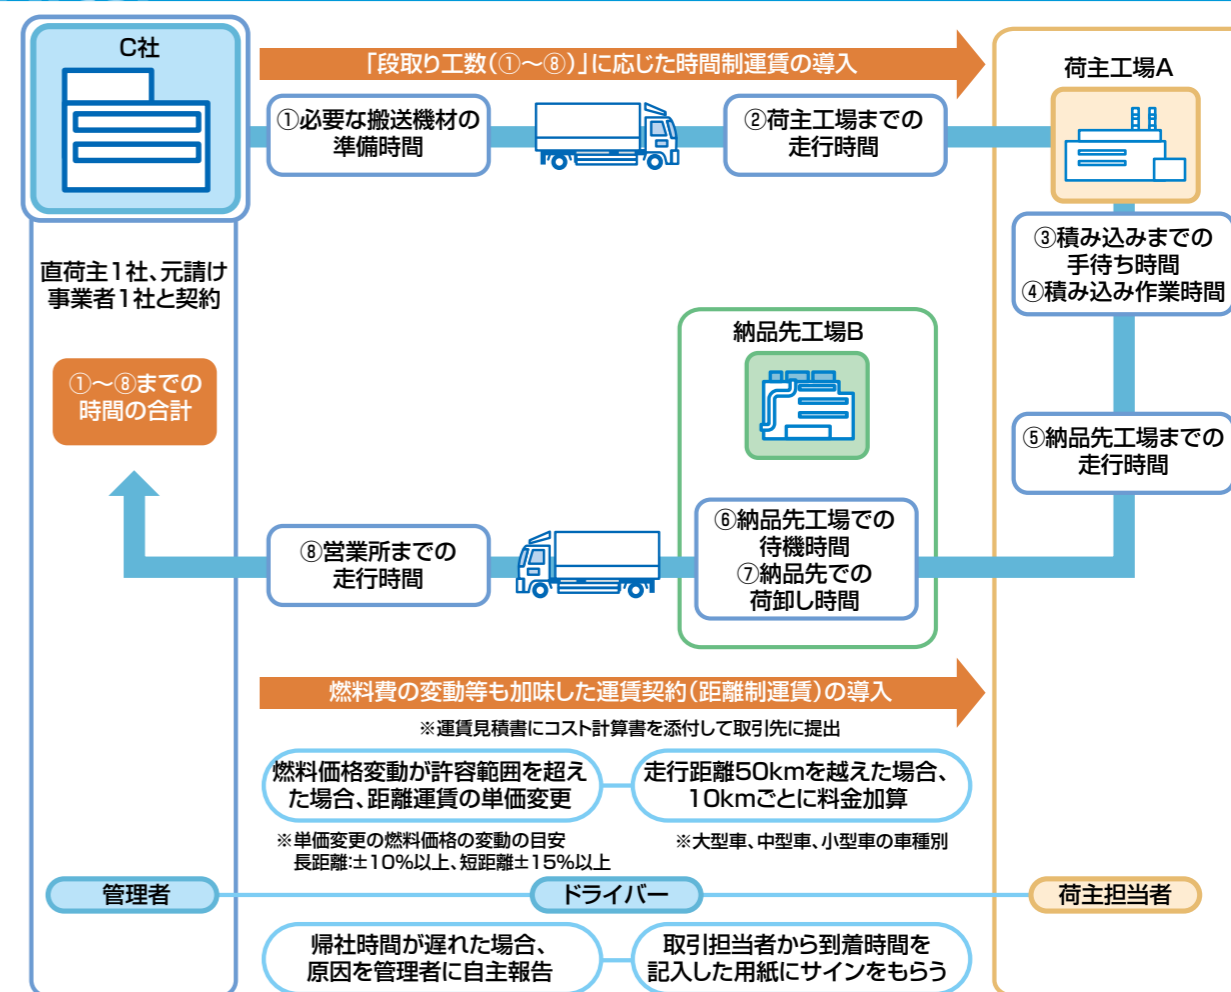 C社
「段取り工数(①～⑧)」に応じた時間制運賃の導入
荷主工場A
①必要な搬送機材の
準備時間
②荷主工場までの
走行時間
③積み込みまでの
手待ち時間
④積み込み作業時間
直荷主1社、元請け
事業者1社と契約
納品先工場B
①～⑧までの
時間の合計
⑤納品先工場までの
走行時間
⑥納品先工場での
待機時間
⑦納品先での
荷卸し時間
⑧営業所までの
走行時間
燃料費の変動等も加味した運賃契約(距離制運賃)の導入
※運賃見積書にコスト計算書を添付して取引先に提出
燃料価格変動が許容範囲を超え
た場合、距離運賃の単価変更
走行距離50kmを越えた場合、
10kmごとに料金加算
※単価変更の燃料価格の変動の目安
長距離:±10%以上、短距離±15%以上
※大型車、中型車、小型車の車種別
管理者
ドライバー
荷主担当者
帰社時間が遅れた場合、
原因を管理者に自主報告
取引担当者から到着時間を
記入した用紙にサインをもらう